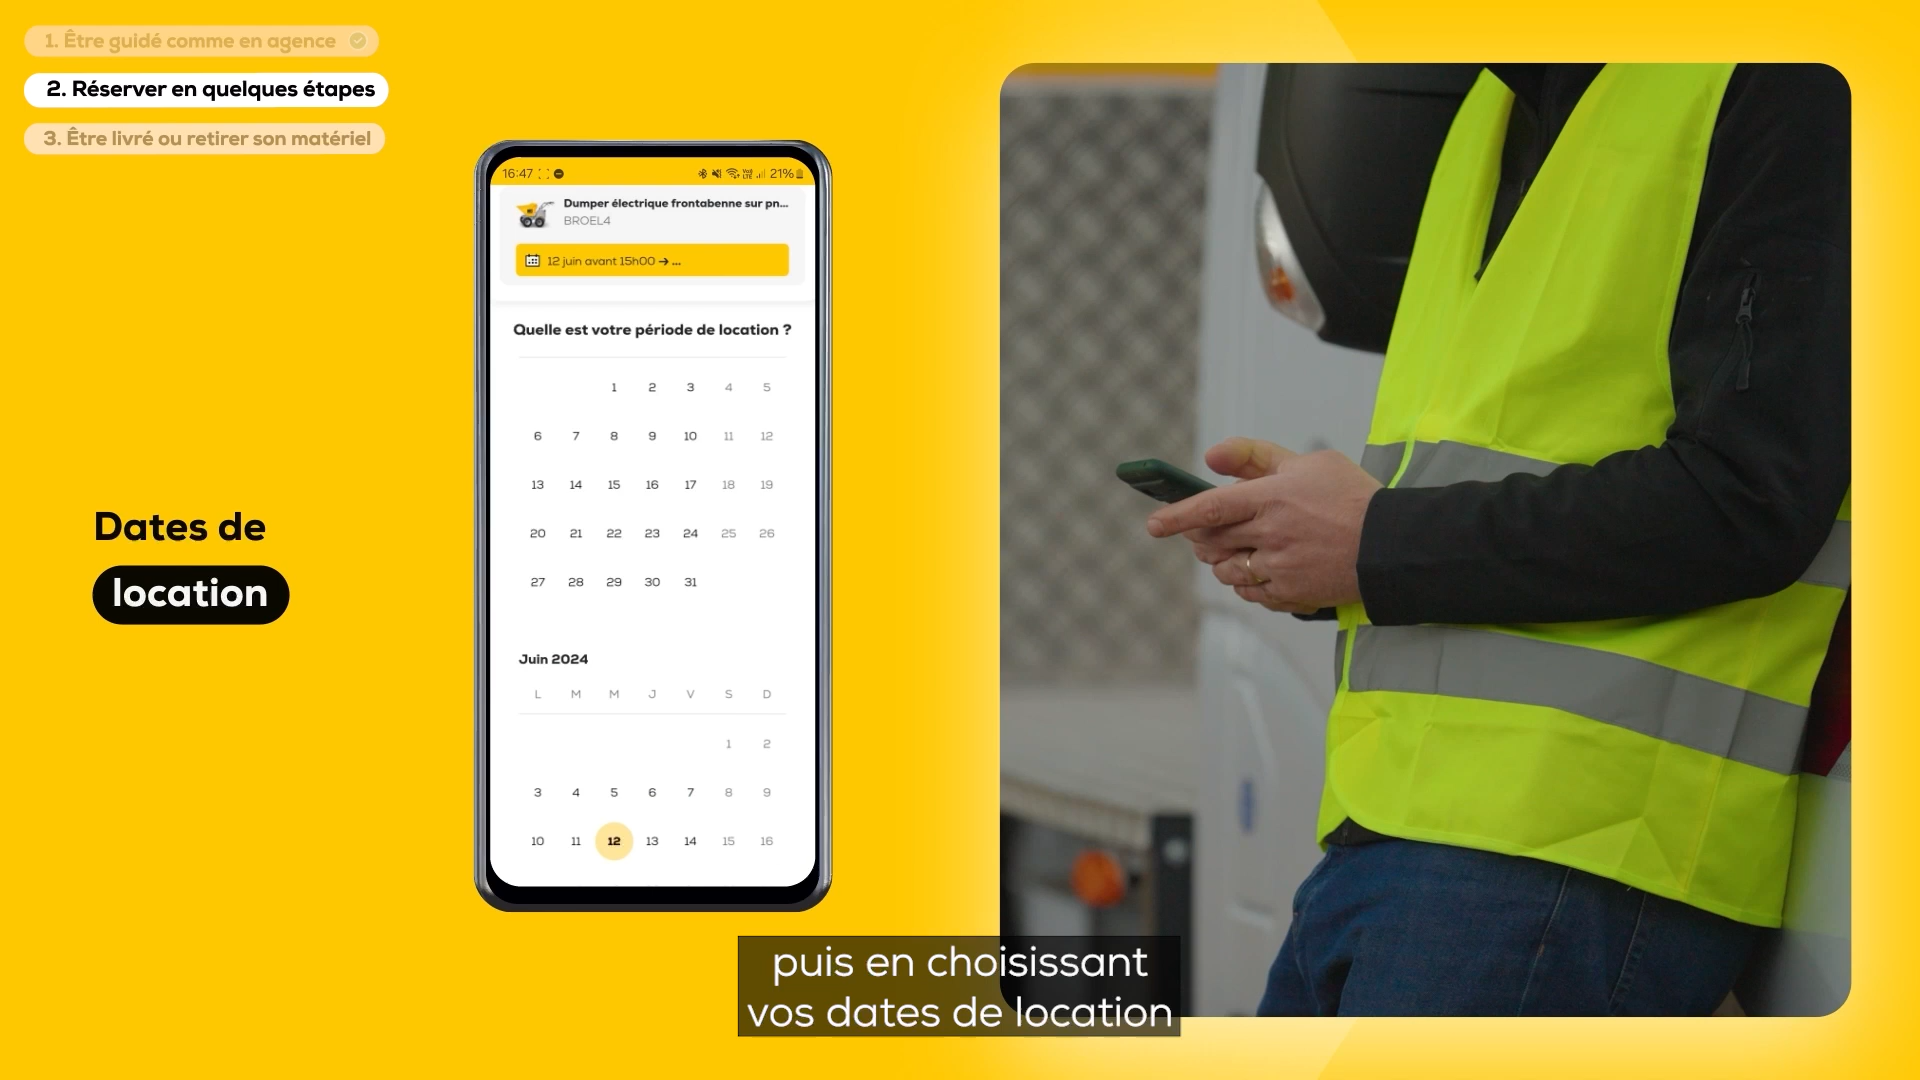 1. Être guidé comme en agence
2. Réserver en quelques étapes
3. Être livré ou retirer son matériel
Dates de
location
16:47
21%
Dumper électrique frontabenne sur pn...
BROEL4
12 juin avant 15h00 → ...
Quelle est votre période de location ?
1 2 3 4 5
6 7 8 9 10 11 12
13 14 15 16 17 18 19
20 21 22 23 24 25 26
27 28 29 30 31
Juin 2024
L M M J V S D
1 2
3 4 5 6 7 8 9
10 11 12 13 14 15 16
puis en choisissant
vos dates de location